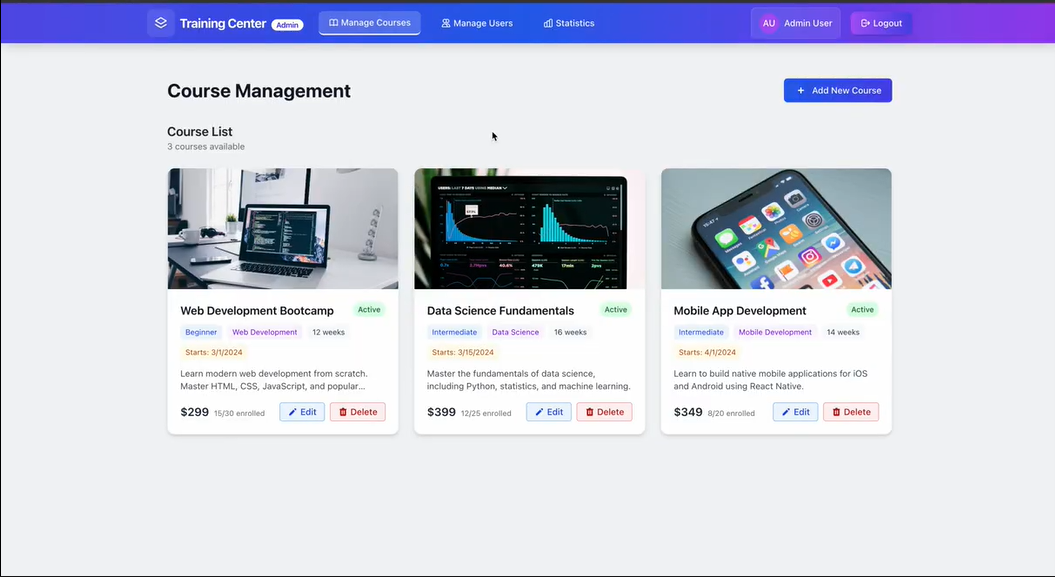 Training Center Admin Manage Courses Manage Users Statistics AU Admin User Logout
Course Management
+ Add New Course
Course List
3 courses available
Web Development Bootcamp Active
Beginner Web Development 12 weeks
Starts: 3/1/2024
Learn modern web development from scratch.
Master HTML, CSS, JavaScript, and popular...
$299 15/30 enrolled Edit Delete
USERS: LAST 7 DAYS USING MEDIAN
Data Science Fundamentals Active
Intermediate Data Science 16 weeks
Starts: 3/15/2024
Master the fundamentals of data science,
including Python, statistics, and machine learning.
$399 12/25 enrolled Edit Delete
Mobile App Development Active
Intermediate Mobile Development 14 weeks
Starts: 4/1/2024
Learn to build native mobile applications for iOS
and Android using React Native.
$349 8/20 enrolled Edit Delete